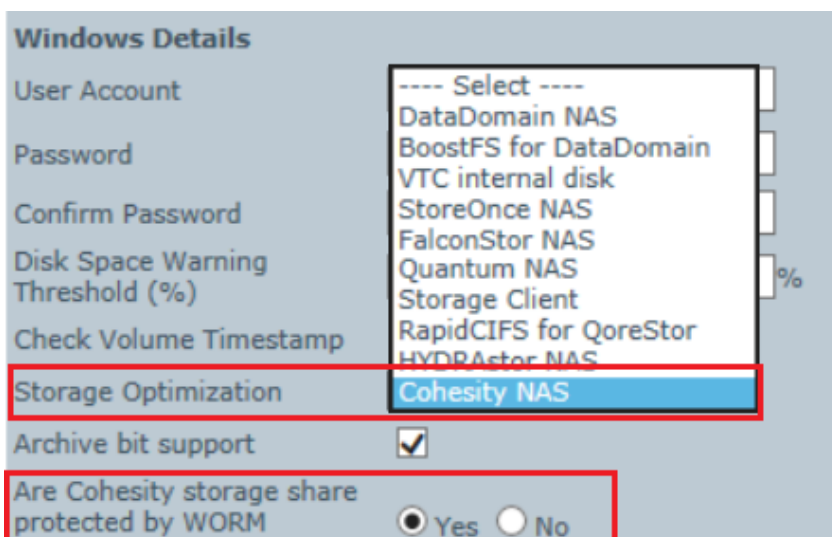 Windows Details
User Account
---- Select ----
DataDomain NAS
Password
BoostFS for DataDomain
VTC internal disk
Confirm Password
StoreOnce NAS
FalconStor NAS
Disk Space Warning
Threshold (%)
Quantum NAS
%
Storage Client
Check Volume Timestamp
RapidCIFS for QoreStor
HYDRAstor NAS
Storage Optimization
Cohesity NAS
Archive bit support
Are Cohesity storage share
protected by WORM
Yes No